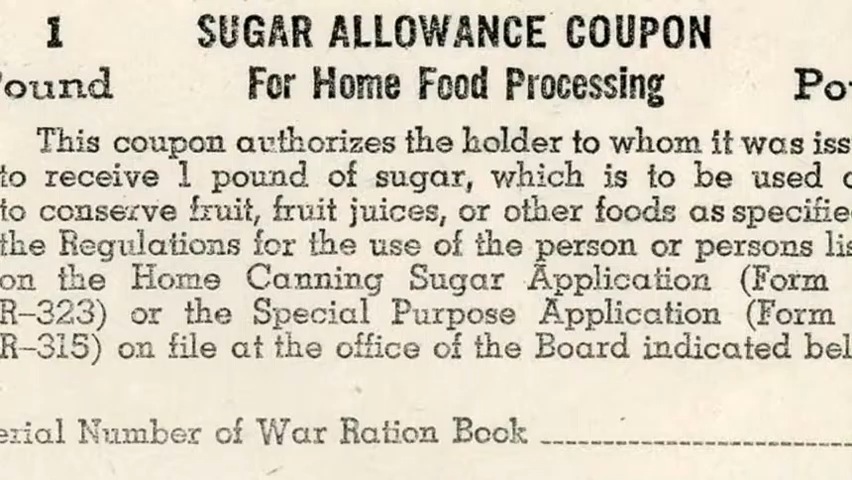 1 SUGAR ALLOWANCE COUPON
ound For Home Food Processing Po
This coupon authorizes the holder to whom it was iss
to receive 1 pound of sugar, which is to be used o
to conserve fruit, fruit juices, or other foods as specifie
the Regulations for the use of the person or persons lis
on the Home Canning Sugar Application (Form
R–323) or the Special Purpose Application (Form
R–315) on file at the office of the Board indicated bel
erial Number of War Ration Book